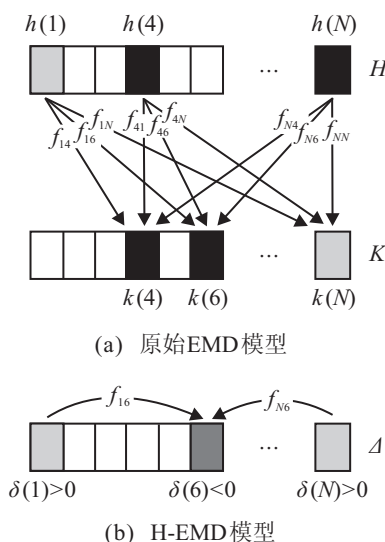 h(1) h(4) h(N)
... H
f14 f16 f1N f41 f46 f4N fN4 fN6 fNN
... K
k(4) k(6) k(N)
(a) 原始EMD模型
f16 fN6
... Δ
δ(1)>0 δ(6)<0 δ(N)>0
(b) H-EMD模型